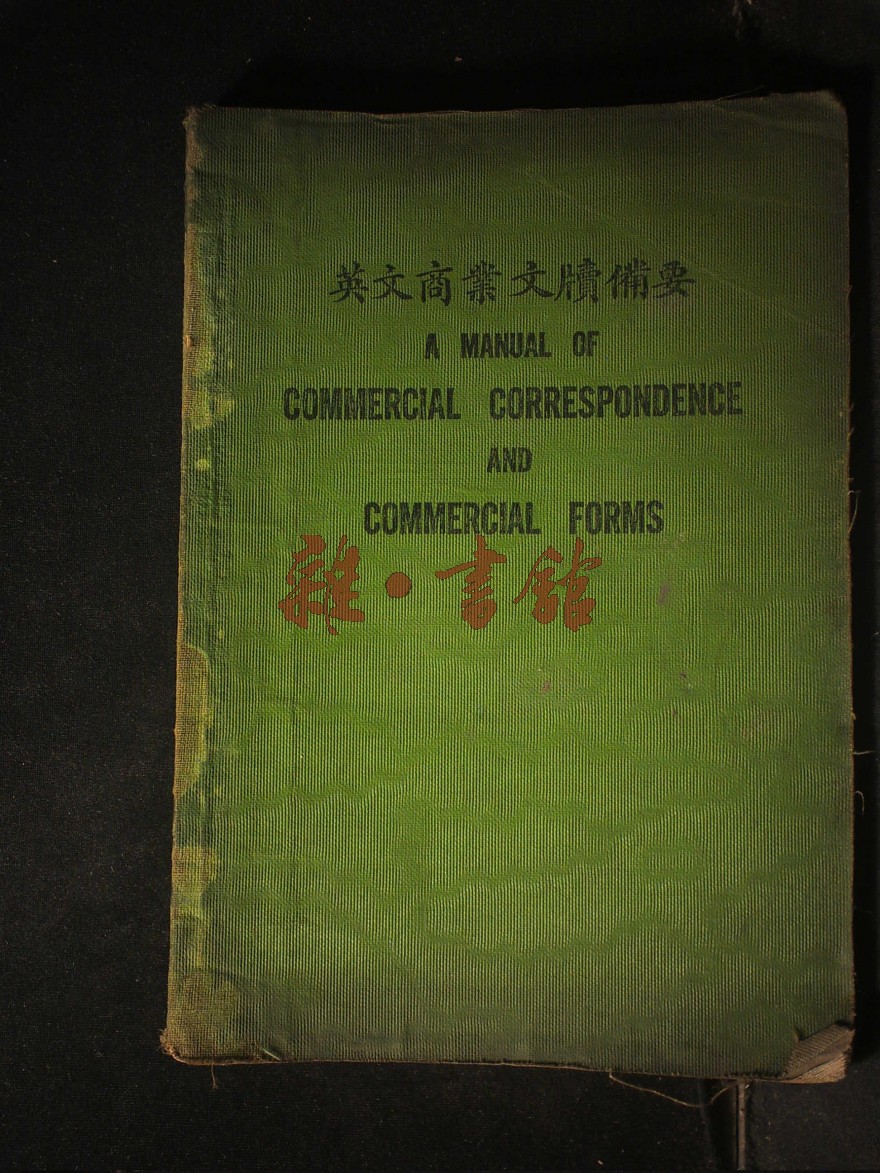 英文商業文牘備要
A MANUAL OF
COMMERCIAL CORRESPONDENCE
AND
COMMERCIAL FORMS
雜·書館